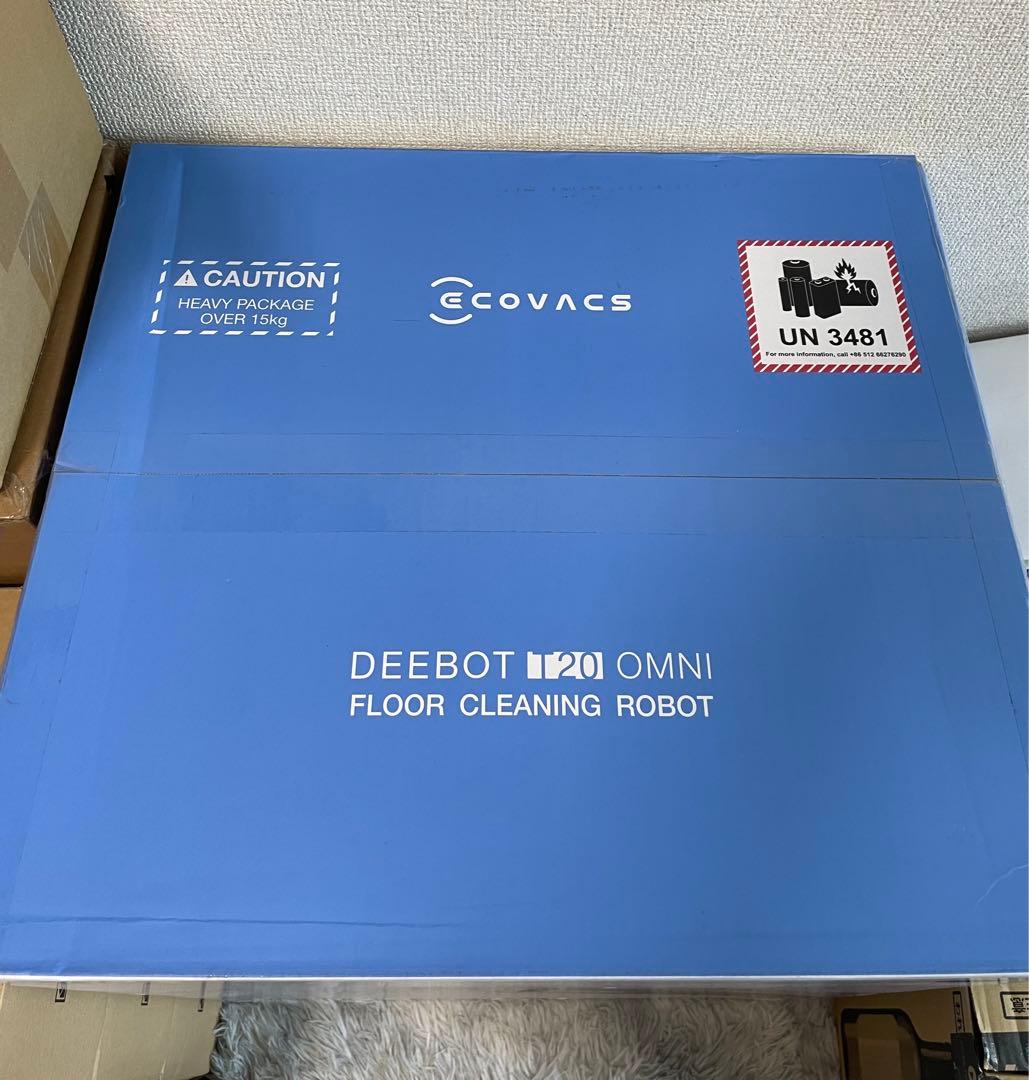 CAUTION
HEAVY PACKAGE
OVER 15kg
ECOVACS
UN 3481
For more information, call +86 512 66276290
DEEBOT T20 OMNI
FLOOR CLEANING ROBOT